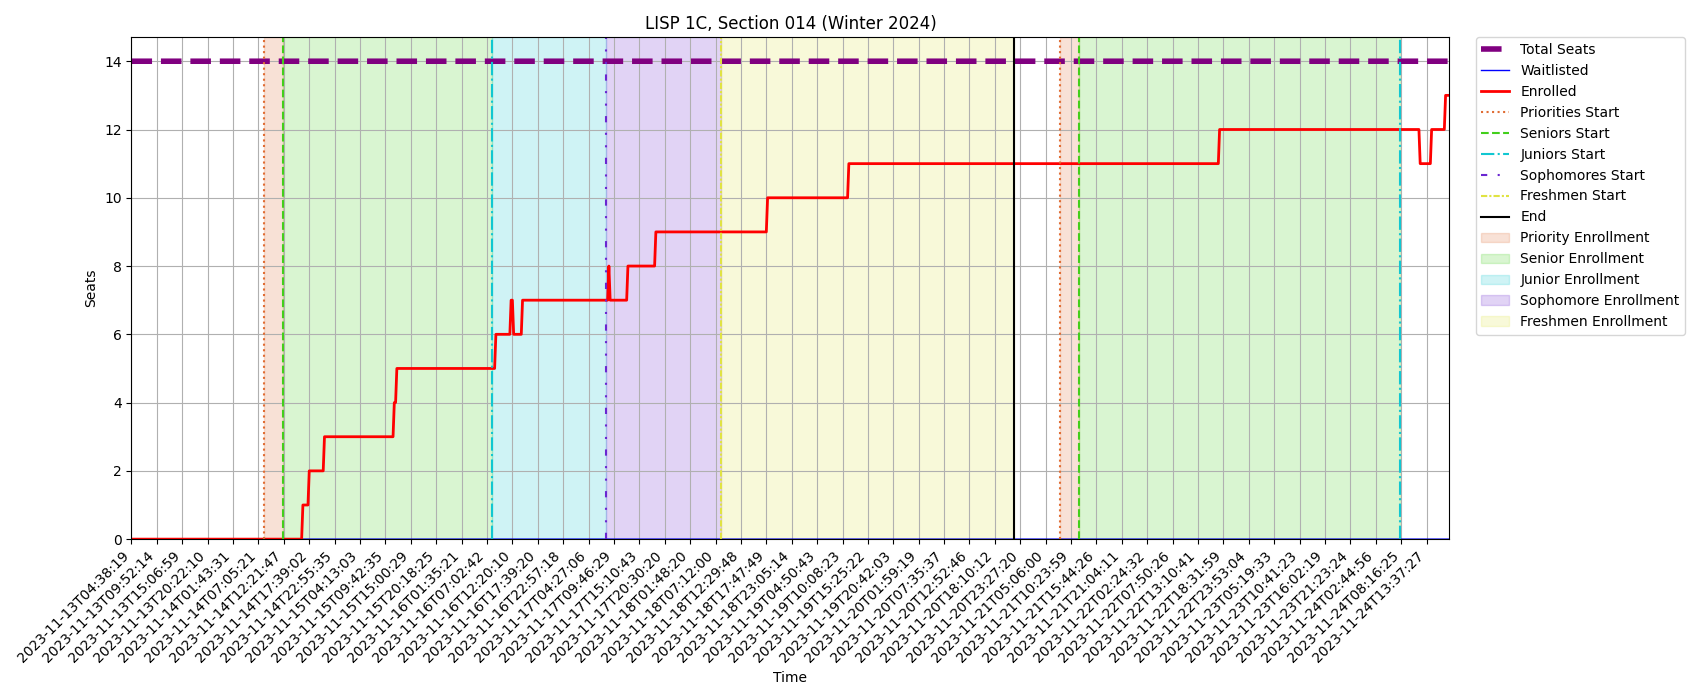 LISP 1C, Section 014 (Winter 2024)
14
12
10
8
6
4
2
0
Seats
Total Seats
Waitlisted
Enrolled
Priorities Start
Seniors Start
Juniors Start
Sophomores Start
Freshmen Start
End
Priority Enrollment
Senior Enrollment
Junior Enrollment
Sophomore Enrollment
Freshmen Enrollment
2023-11-13T04:38:19
2023-11-13T09:52:14
2023-11-13T15:06:59
2023-11-13T20:22:10
2023-11-14T01:43:31
2023-11-14T07:05:21
2023-11-14T12:21:47
2023-11-14T17:39:02
2023-11-14T22:55:35
2023-11-15T04:13:03
2023-11-15T09:42:35
2023-11-15T15:00:29
2023-11-15T20:18:25
2023-11-16T01:35:21
2023-11-16T07:02:42
2023-11-16T12:20:10
2023-11-16T17:39:20
2023-11-16T22:57:18
2023-11-17T04:27:06
2023-11-17T09:46:29
2023-11-17T15:10:43
2023-11-17T20:30:20
2023-11-18T01:48:20
2023-11-18T07:12:00
2023-11-18T12:29:48
2023-11-18T17:47:49
2023-11-18T23:05:14
2023-11-19T04:50:43
2023-11-19T10:08:23
2023-11-19T15:25:22
2023-11-19T20:42:03
2023-11-20T01:59:19
2023-11-20T07:35:37
2023-11-20T12:52:46
2023-11-20T18:10:12
2023-11-20T23:27:20
2023-11-21T05:06:00
2023-11-21T10:23:59
2023-11-21T15:44:26
2023-11-21T21:04:11
2023-11-22T02:24:32
2023-11-22T07:50:26
2023-11-22T13:10:41
2023-11-22T18:31:59
2023-11-22T23:53:04
2023-11-23T05:19:33
2023-11-23T10:41:23
2023-11-23T16:02:19
2023-11-23T21:23:24
2023-11-24T02:44:56
2023-11-24T08:16:25
2023-11-24T13:37:27
Time